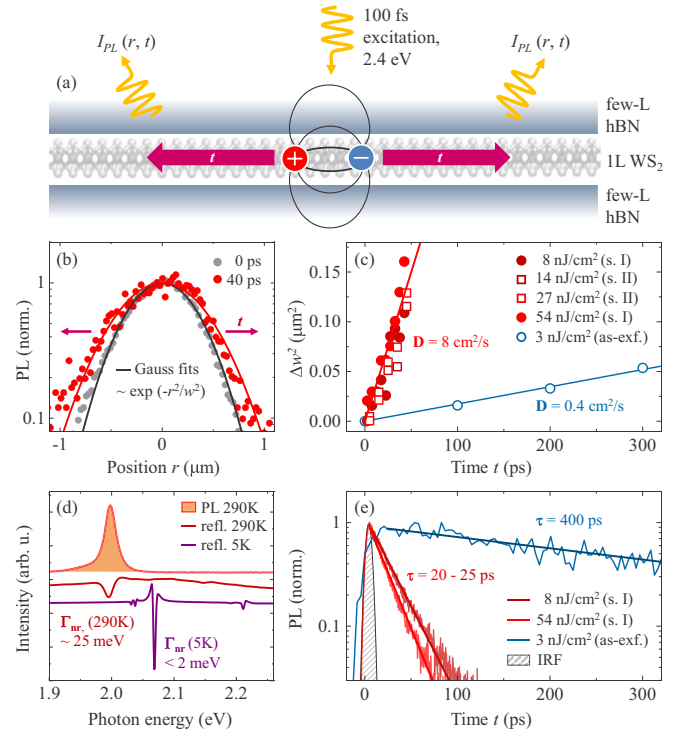 100 fs
excitation,
2.4 eV
I_PL (r, t)
I_PL (r, t)
(a)
few-L
hBN
t
+
−
t
1L WS₂
few-L
hBN
(b)
0 ps
40 ps
t
Gauss fits
~ exp (-r²/w²)
PL (norm.)
1
0.1
-1
0
1
Position r (μm)
(c)
8 nJ/cm² (s. I)
14 nJ/cm² (s. II)
27 nJ/cm² (s. II)
54 nJ/cm² (s. I)
3 nJ/cm² (as-exf.)
D = 8 cm²/s
D = 0.4 cm²/s
Δw² (μm²)
0.15
0.10
0.05
0.00
0
100
200
300
Time t (ps)
(d)
PL 290K
refl. 290K
refl. 5K
Γnr, (290K)
~ 25 meV
Γnr (5K)
< 2 meV
Intensity (arb. u.)
1.9
2.0
2.1
2.2
Photon energy (eV)
(e)
τ = 400 ps
τ = 20 - 25 ps
8 nJ/cm² (s. I)
54 nJ/cm² (s. I)
3 nJ/cm² (as-exf.)
IRF
PL (norm.)
1
0.1
0
100
200
300
Time t (ps)